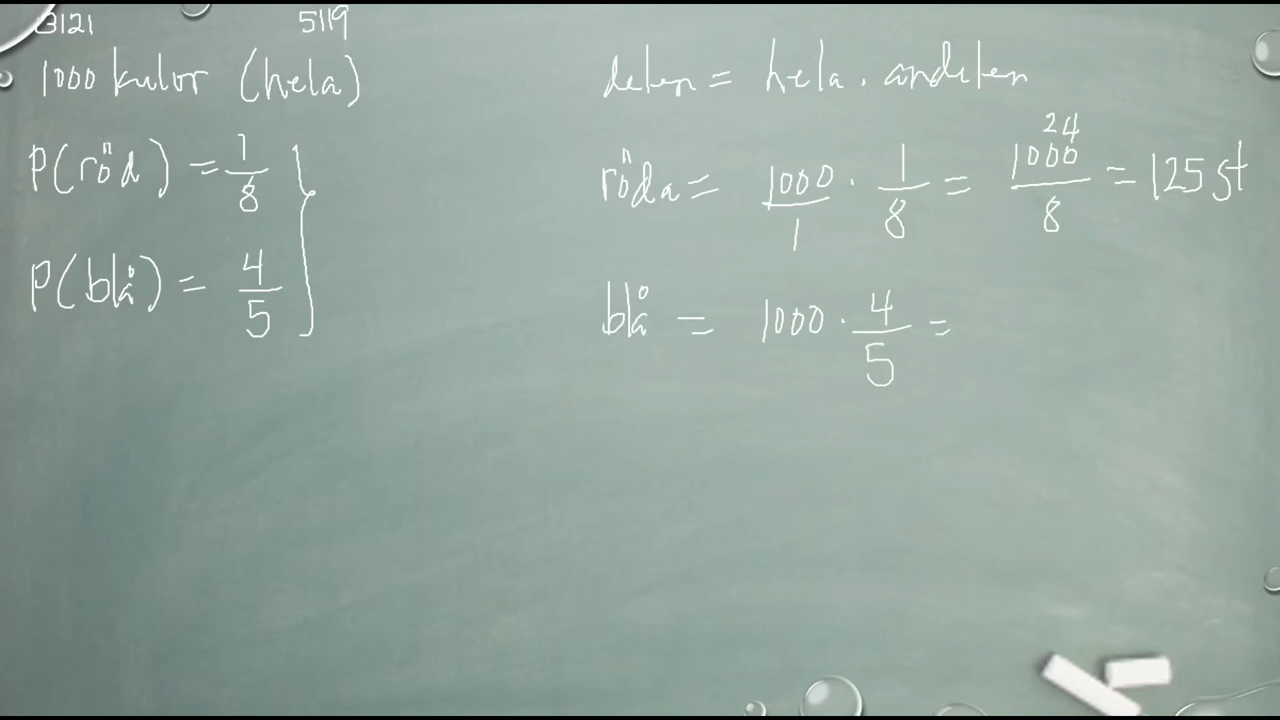 3121 5119
1000 kulor (hela)
P(röd) = 1/8
P(blå) = 4/5
delen = hela · andelen
röda = 1000/1 · 1/8 = 1000/8 = 125 st
24
blå = 1000 · 4/5 =